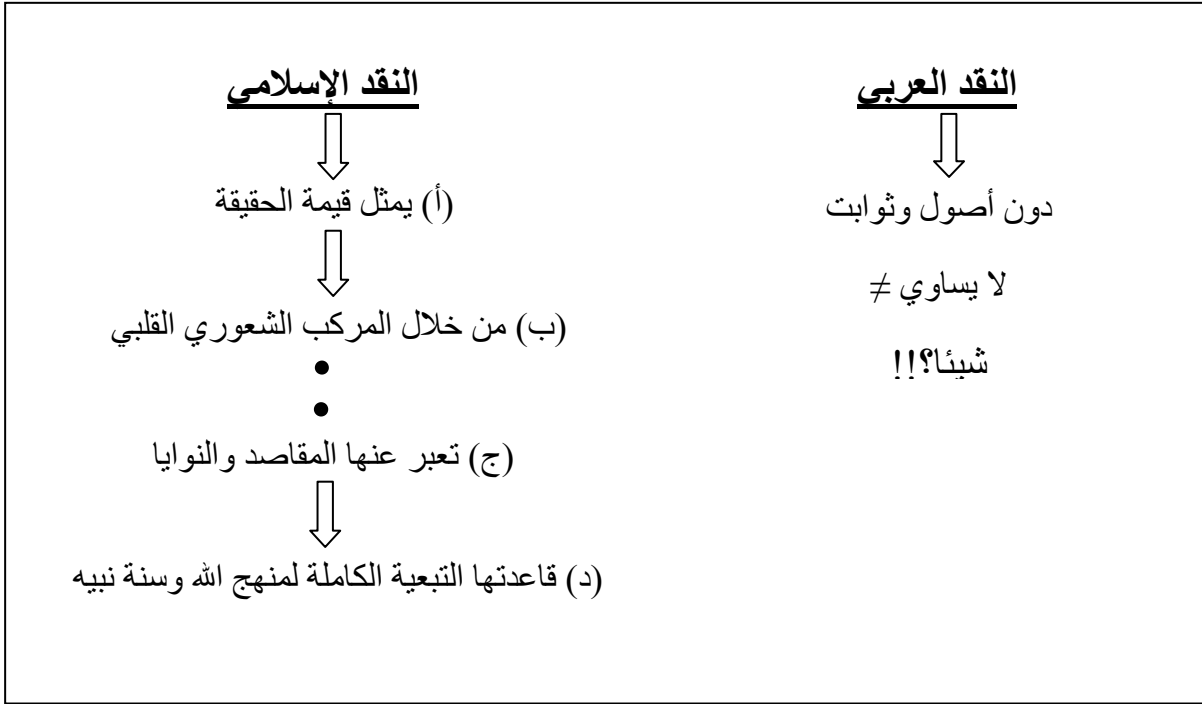 النقد العربي
دون أصول وثوابت
لا يساوي ≠
شيئا؟!!
النقد الإسلامي
(أ) يمثل قيمة الحقيقة
(ب) من خلال المركب الشعوري القلبي
(ج) تعبر عنها المقاصد والنوايا
(د) قاعدتها التبعية الكاملة لمنهج الله وسنة نبيه